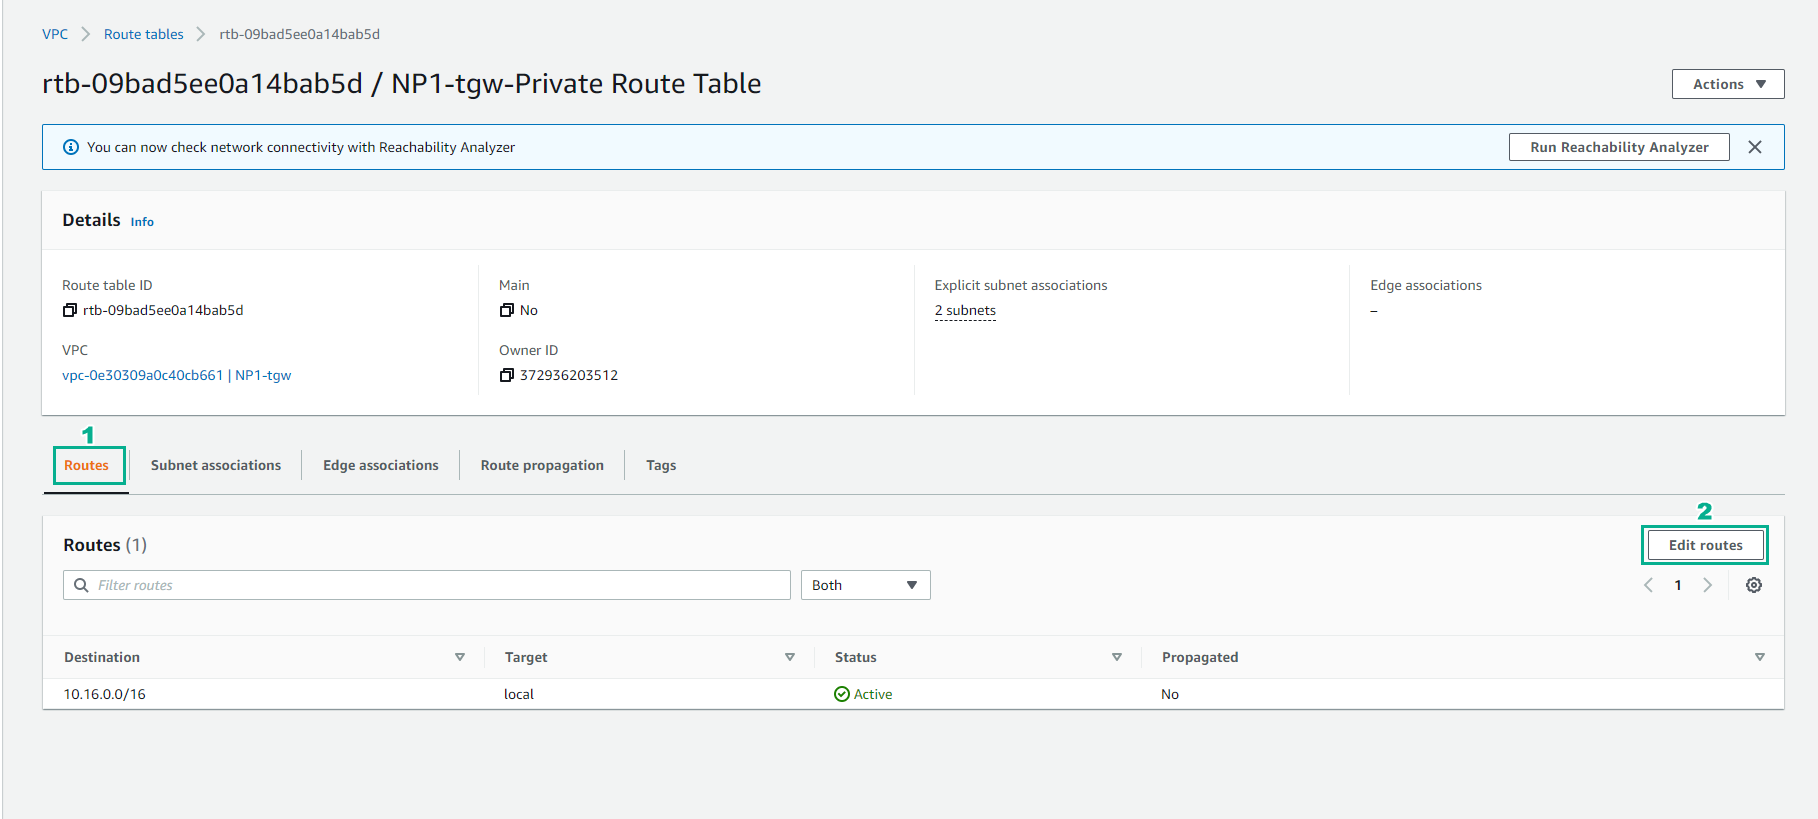 VPC > Route tables > rtb-09bad5ee0a14bab5d
rtb-09bad5ee0a14bab5d / NP1-tgw-Private Route Table
Actions
You can now check network connectivity with Reachability Analyzer
Run Reachability Analyzer
Details Info
Route table ID
rtb-09bad5ee0a14bab5d
Main
No
Explicit subnet associations
2 subnets
Edge associations
–
VPC
vpc-0e30309a0c40cb661 | NP1-tgw
Owner ID
372936203512
1
Routes Subnet associations Edge associations Route propagation Tags
2
Routes (1)
Edit routes
Filter routes
Both
1
Destination Target Status Propagated
10.16.0.0/16 local Active No